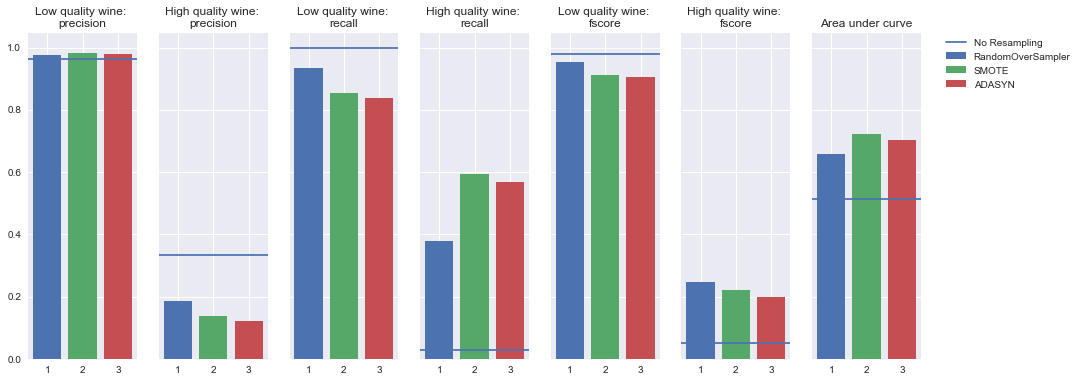 Low quality wine:
precision
High quality wine:
precision
Low quality wine:
recall
High quality wine:
recall
Low quality wine:
fscore
High quality wine:
fscore
Area under curve
1.0
0.8
0.6
0.4
0.2
0.0
1 2 3
1 2 3
1 2 3
1 2 3
1 2 3
1 2 3
1 2 3
No Resampling
RandomOverSampler
SMOTE
ADASYN